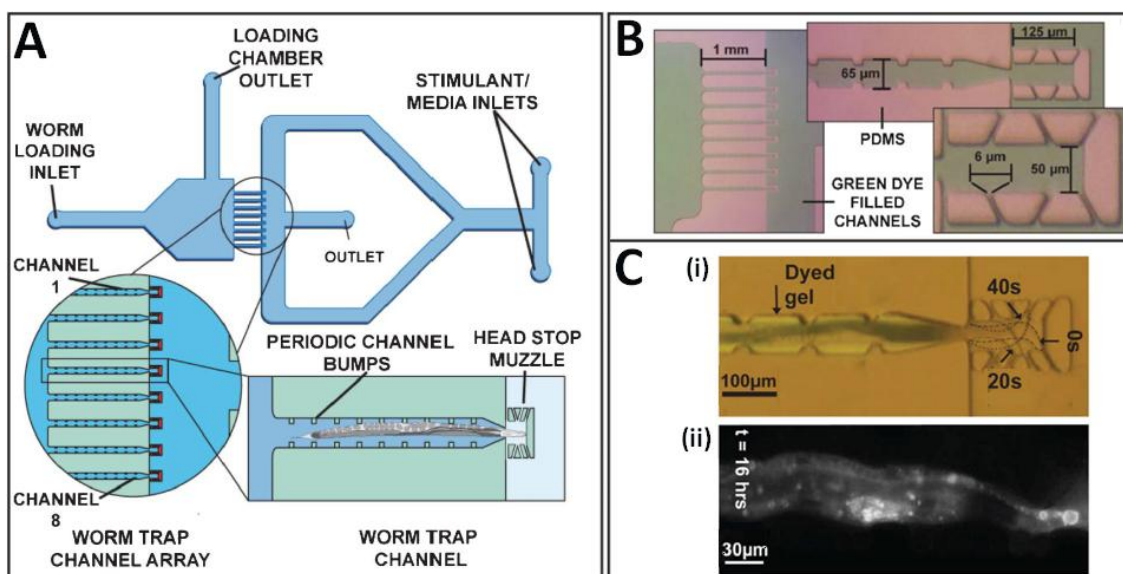 A
LOADING
CHAMBER
OUTLET
STIMULANT/
MEDIA INLETS
WORM
LOADING
INLET
OUTLET
CHANNEL
1
PERIODIC CHANNEL
BUMPS
HEAD STOP
MUZZLE
CHANNEL
8
WORM TRAP
CHANNEL ARRAY
WORM TRAP
CHANNEL
B
1 mm
65 µm
125 µm
PDMS
6 µm
50 µm
GREEN DYE
FILLED
CHANNELS
C
(i)
Dyed
gel
40s
0s
20s
100µm
(ii)
t = 16 hrs
30µm